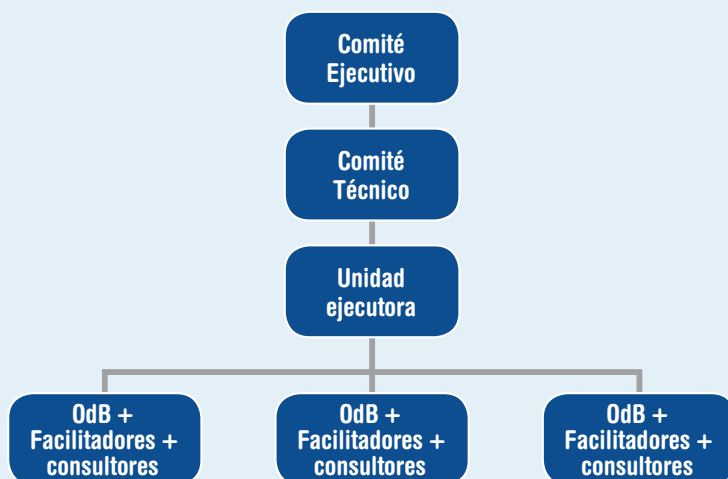 Comité
Ejecutivo
Comité
Técnico
Unidad
ejecutora
OdB +
Facilitadores +
consultores
OdB +
Facilitadores +
consultores
OdB +
Facilitadores +
consultores